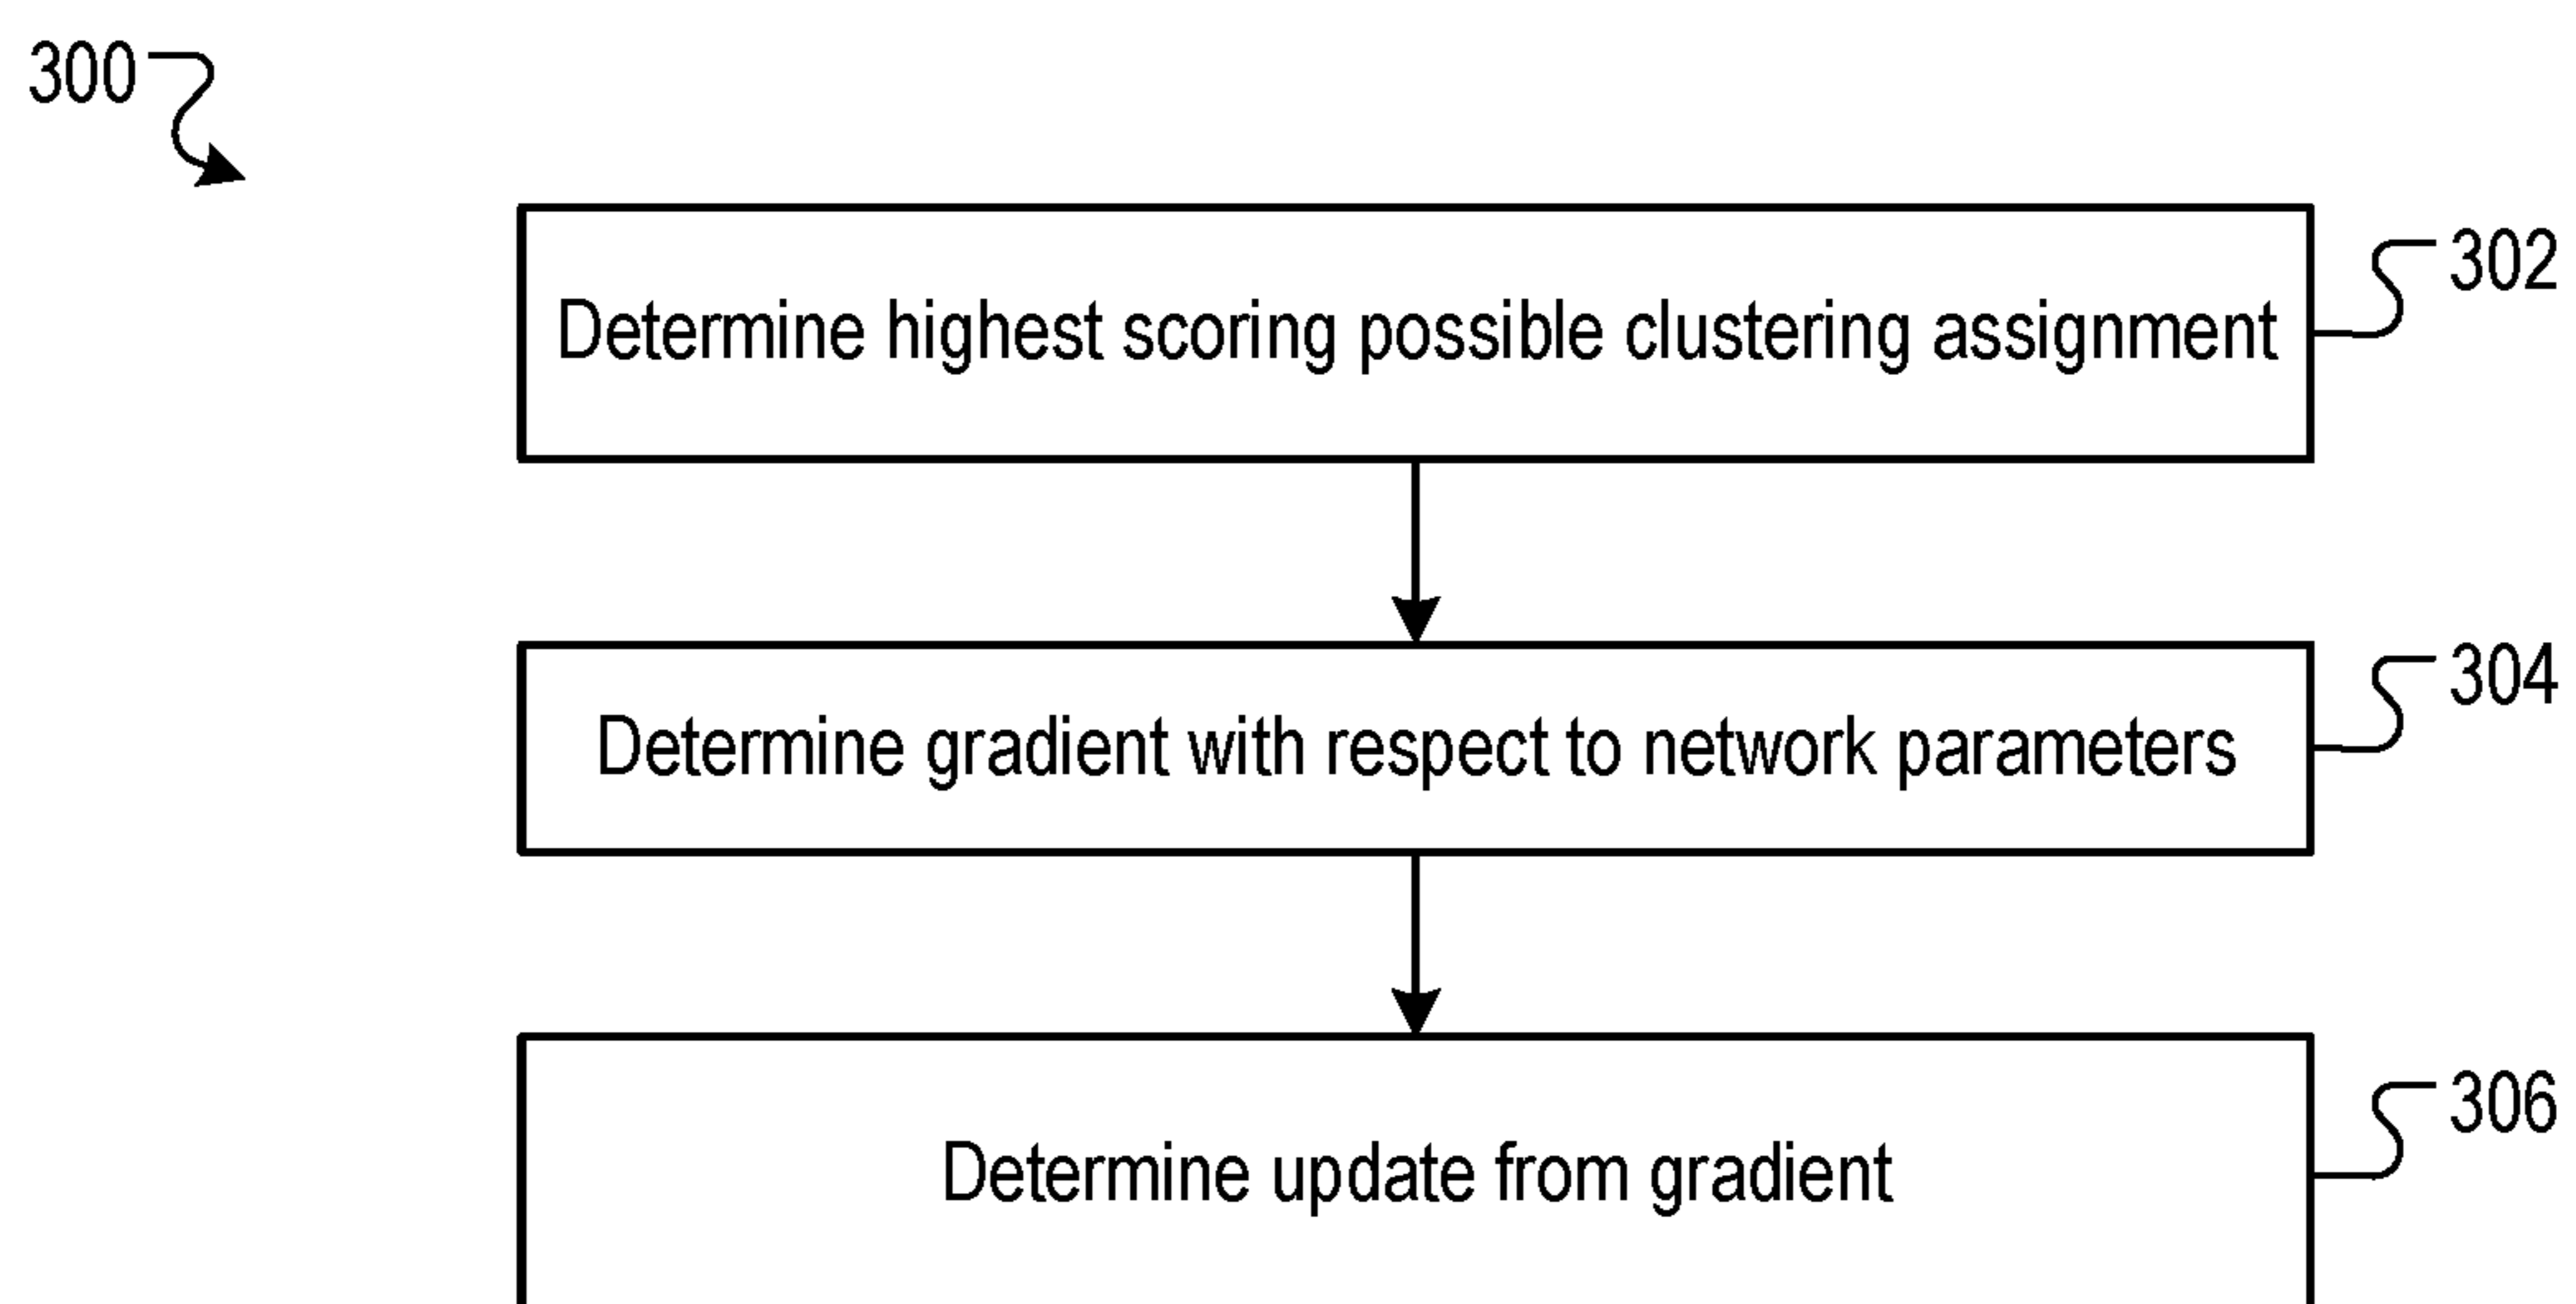 300
Determine highest scoring possible clustering assignment
302
Determine gradient with respect to network parameters
304
Determine update from gradient
306